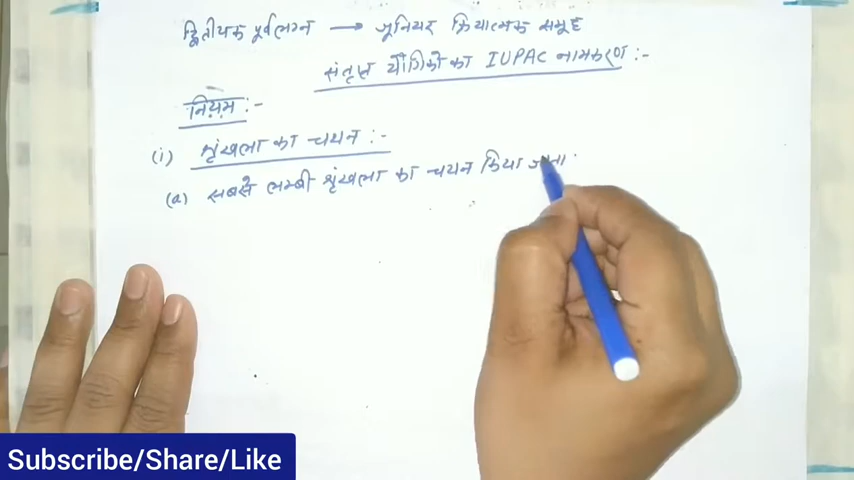 द्वितीयक पूर्वलग्न → जूनियर क्रियात्मक समूह
संतृप्त यौगिकों का IUPAC नामकरण :-
नियम :-
(i) श्रृंखला का चयन :-
(a) सबसे लम्बी श्रृंखला का चयन किया जाता
Subscribe/Share/Like